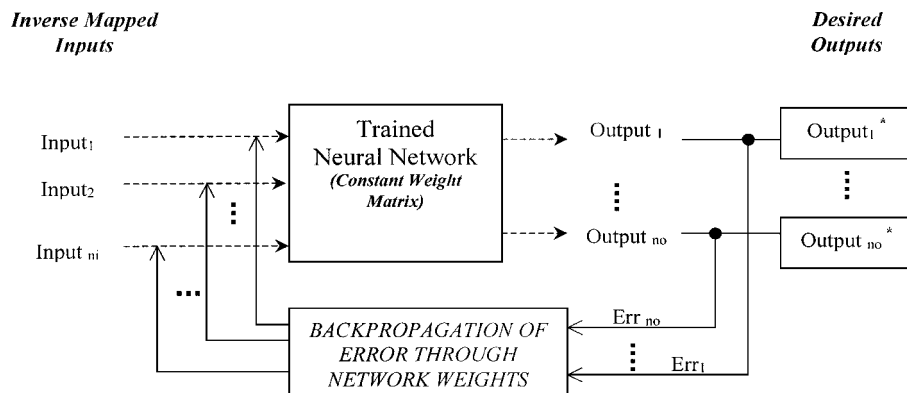 Inverse Mapped
Inputs
Desired
Outputs
Input1
Input2
Input ni
Trained
Neural Network
(Constant Weight
Matrix)
Output 1
Output no
Output1*
Output no*
BACKPROPAGATION OF
ERROR THROUGH
NETWORK WEIGHTS
Err no
Err1